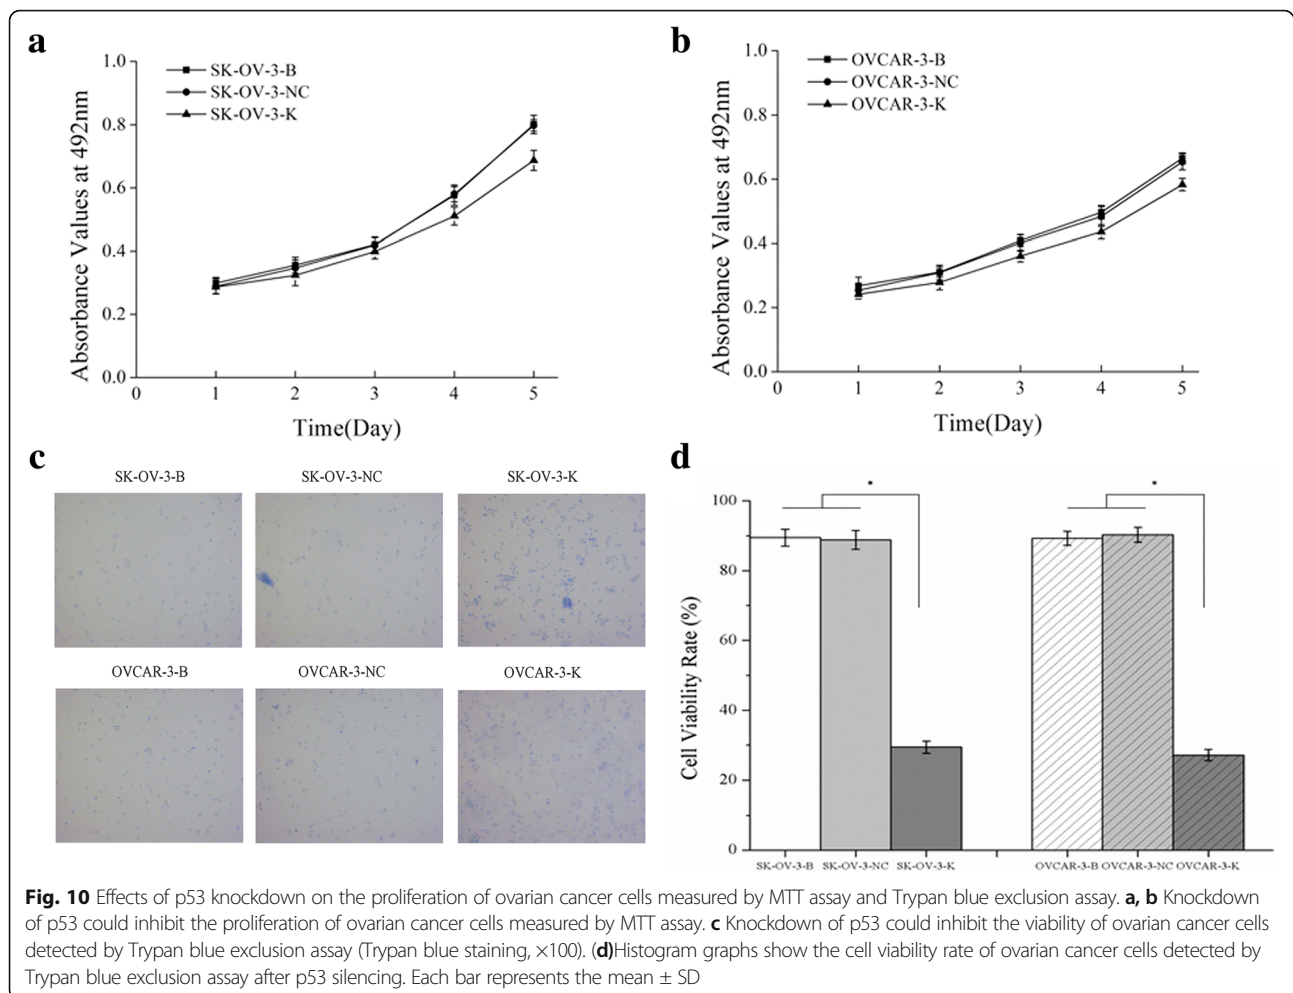 a
1.0
0.8
0.6
0.4
0.2
0.0
0
1
2
3
4
5
Absorbance Values at 492nm
Time(Day)
SK-OV-3-B
SK-OV-3-NC
SK-OV-3-K
b
1.0
0.8
0.6
0.4
0.2
0.0
0
1
2
3
4
5
Absorbance Values at 492nm
Time(Day)
OVCAR-3-B
OVCAR-3-NC
OVCAR-3-K
c
SK-OV-3-B
SK-OV-3-NC
SK-OV-3-K
OVCAR-3-B
OVCAR-3-NC
OVCAR-3-K
d
100
80
60
40
20
0
Cell Viability Rate (%)
*
*
SK-OV-3-B
SK-OV-3-NC
SK-OV-3-K
OVCAR-3-B
OVCAR-3-NC
OVCAR-3-K
Fig. 10 Effects of p53 knockdown on the proliferation of ovarian cancer cells measured by MTT assay and Trypan blue exclusion assay. a, b Knockdown
of p53 could inhibit the proliferation of ovarian cancer cells measured by MTT assay. c Knockdown of p53 could inhibit the viability of ovarian cancer cells
detected by Trypan blue exclusion assay (Trypan blue staining, ×100). (d)Histogram graphs show the cell viability rate of ovarian cancer cells detected by
Trypan blue exclusion assay after p53 silencing. Each bar represents the mean ± SD